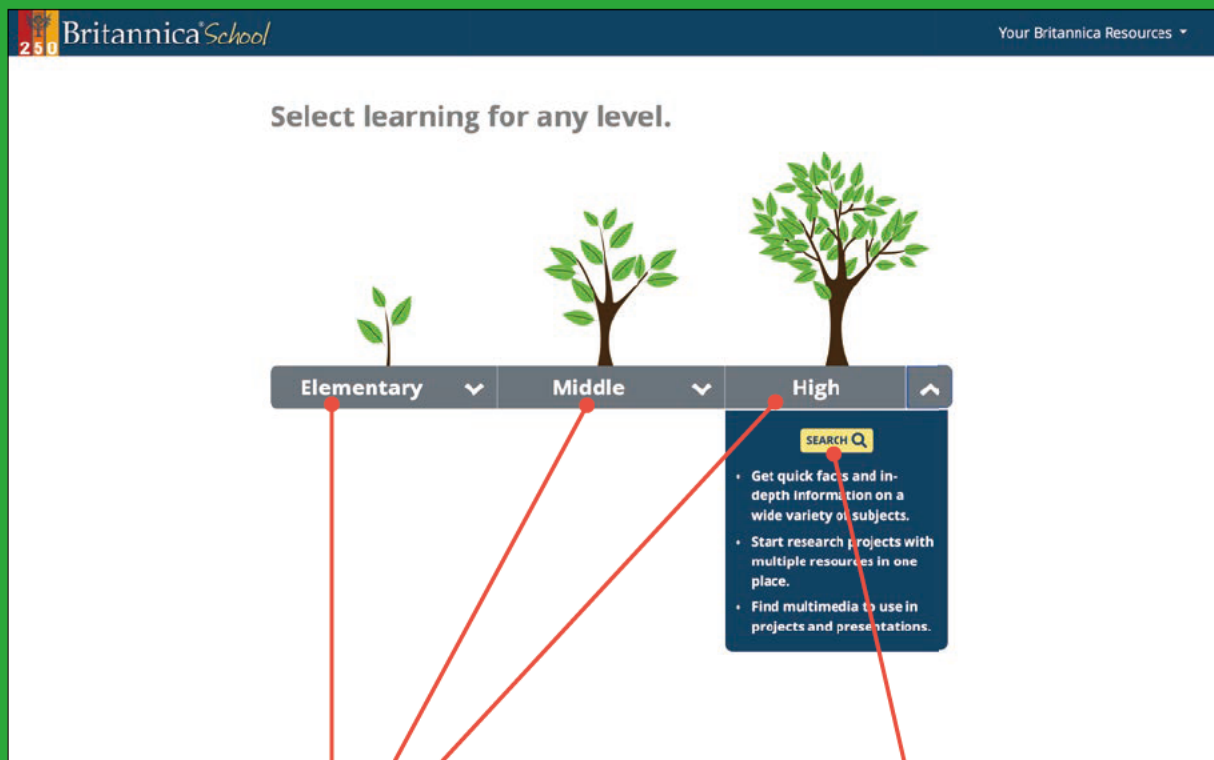 250 Britannica® School
Your Britannica Resources
Select learning for any level.
Elementary
Middle
High
SEARCH
• Get quick facts and in-
depth information on a
wide variety of subjects.
• Start research projects with
multiple resources in one
place.
• Find multimedia to use in
projects and presentations.